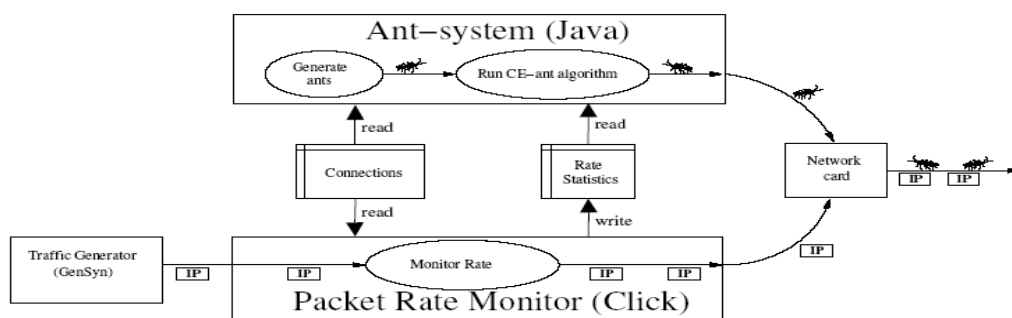 Ant-system (Java)
Generate
ants
Run CE-ant algorithm
read
read
Connections
Rate
Statistics
Network
card
IP
IP
read
write
Traffic Generator
(GenSyn)
IP
IP
Monitor Rate
IP
IP
IP
Packet Rate Monitor (Click)